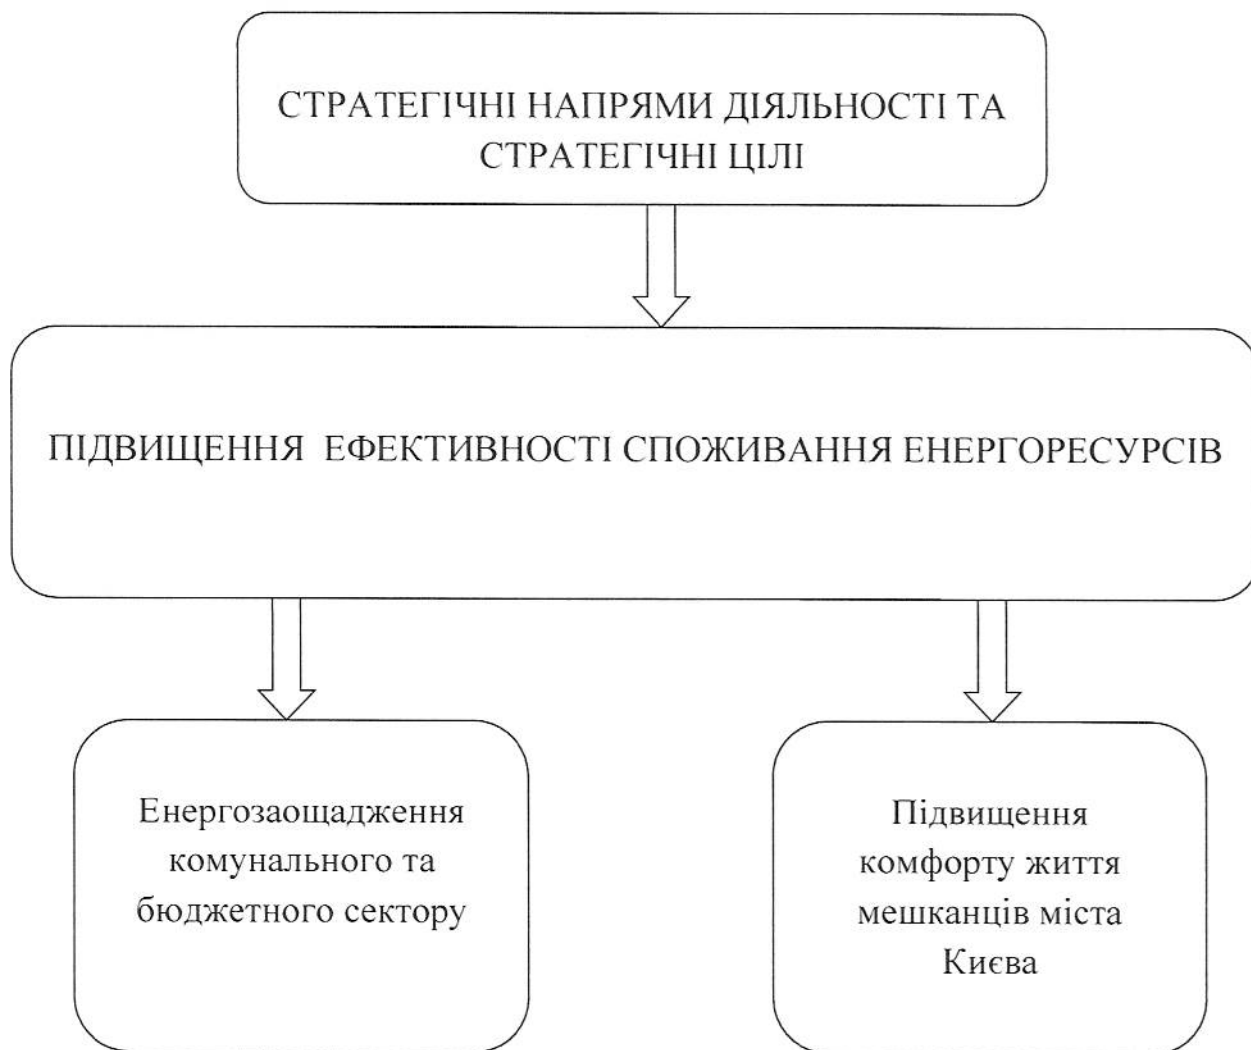 СТРАТЕГІЧНІ НАПРЯМИ ДІЯЛЬНОСТІ ТА
СТРАТЕГІЧНІ ЦІЛІ
ПІДВИЩЕННЯ ЕФЕКТИВНОСТІ СПОЖИВАННЯ ЕНЕРГОРЕСУРСІВ
Енергозаощадження
комунального та
бюджетного сектору
Підвищення
комфорту життя
мешканців міста
Києва